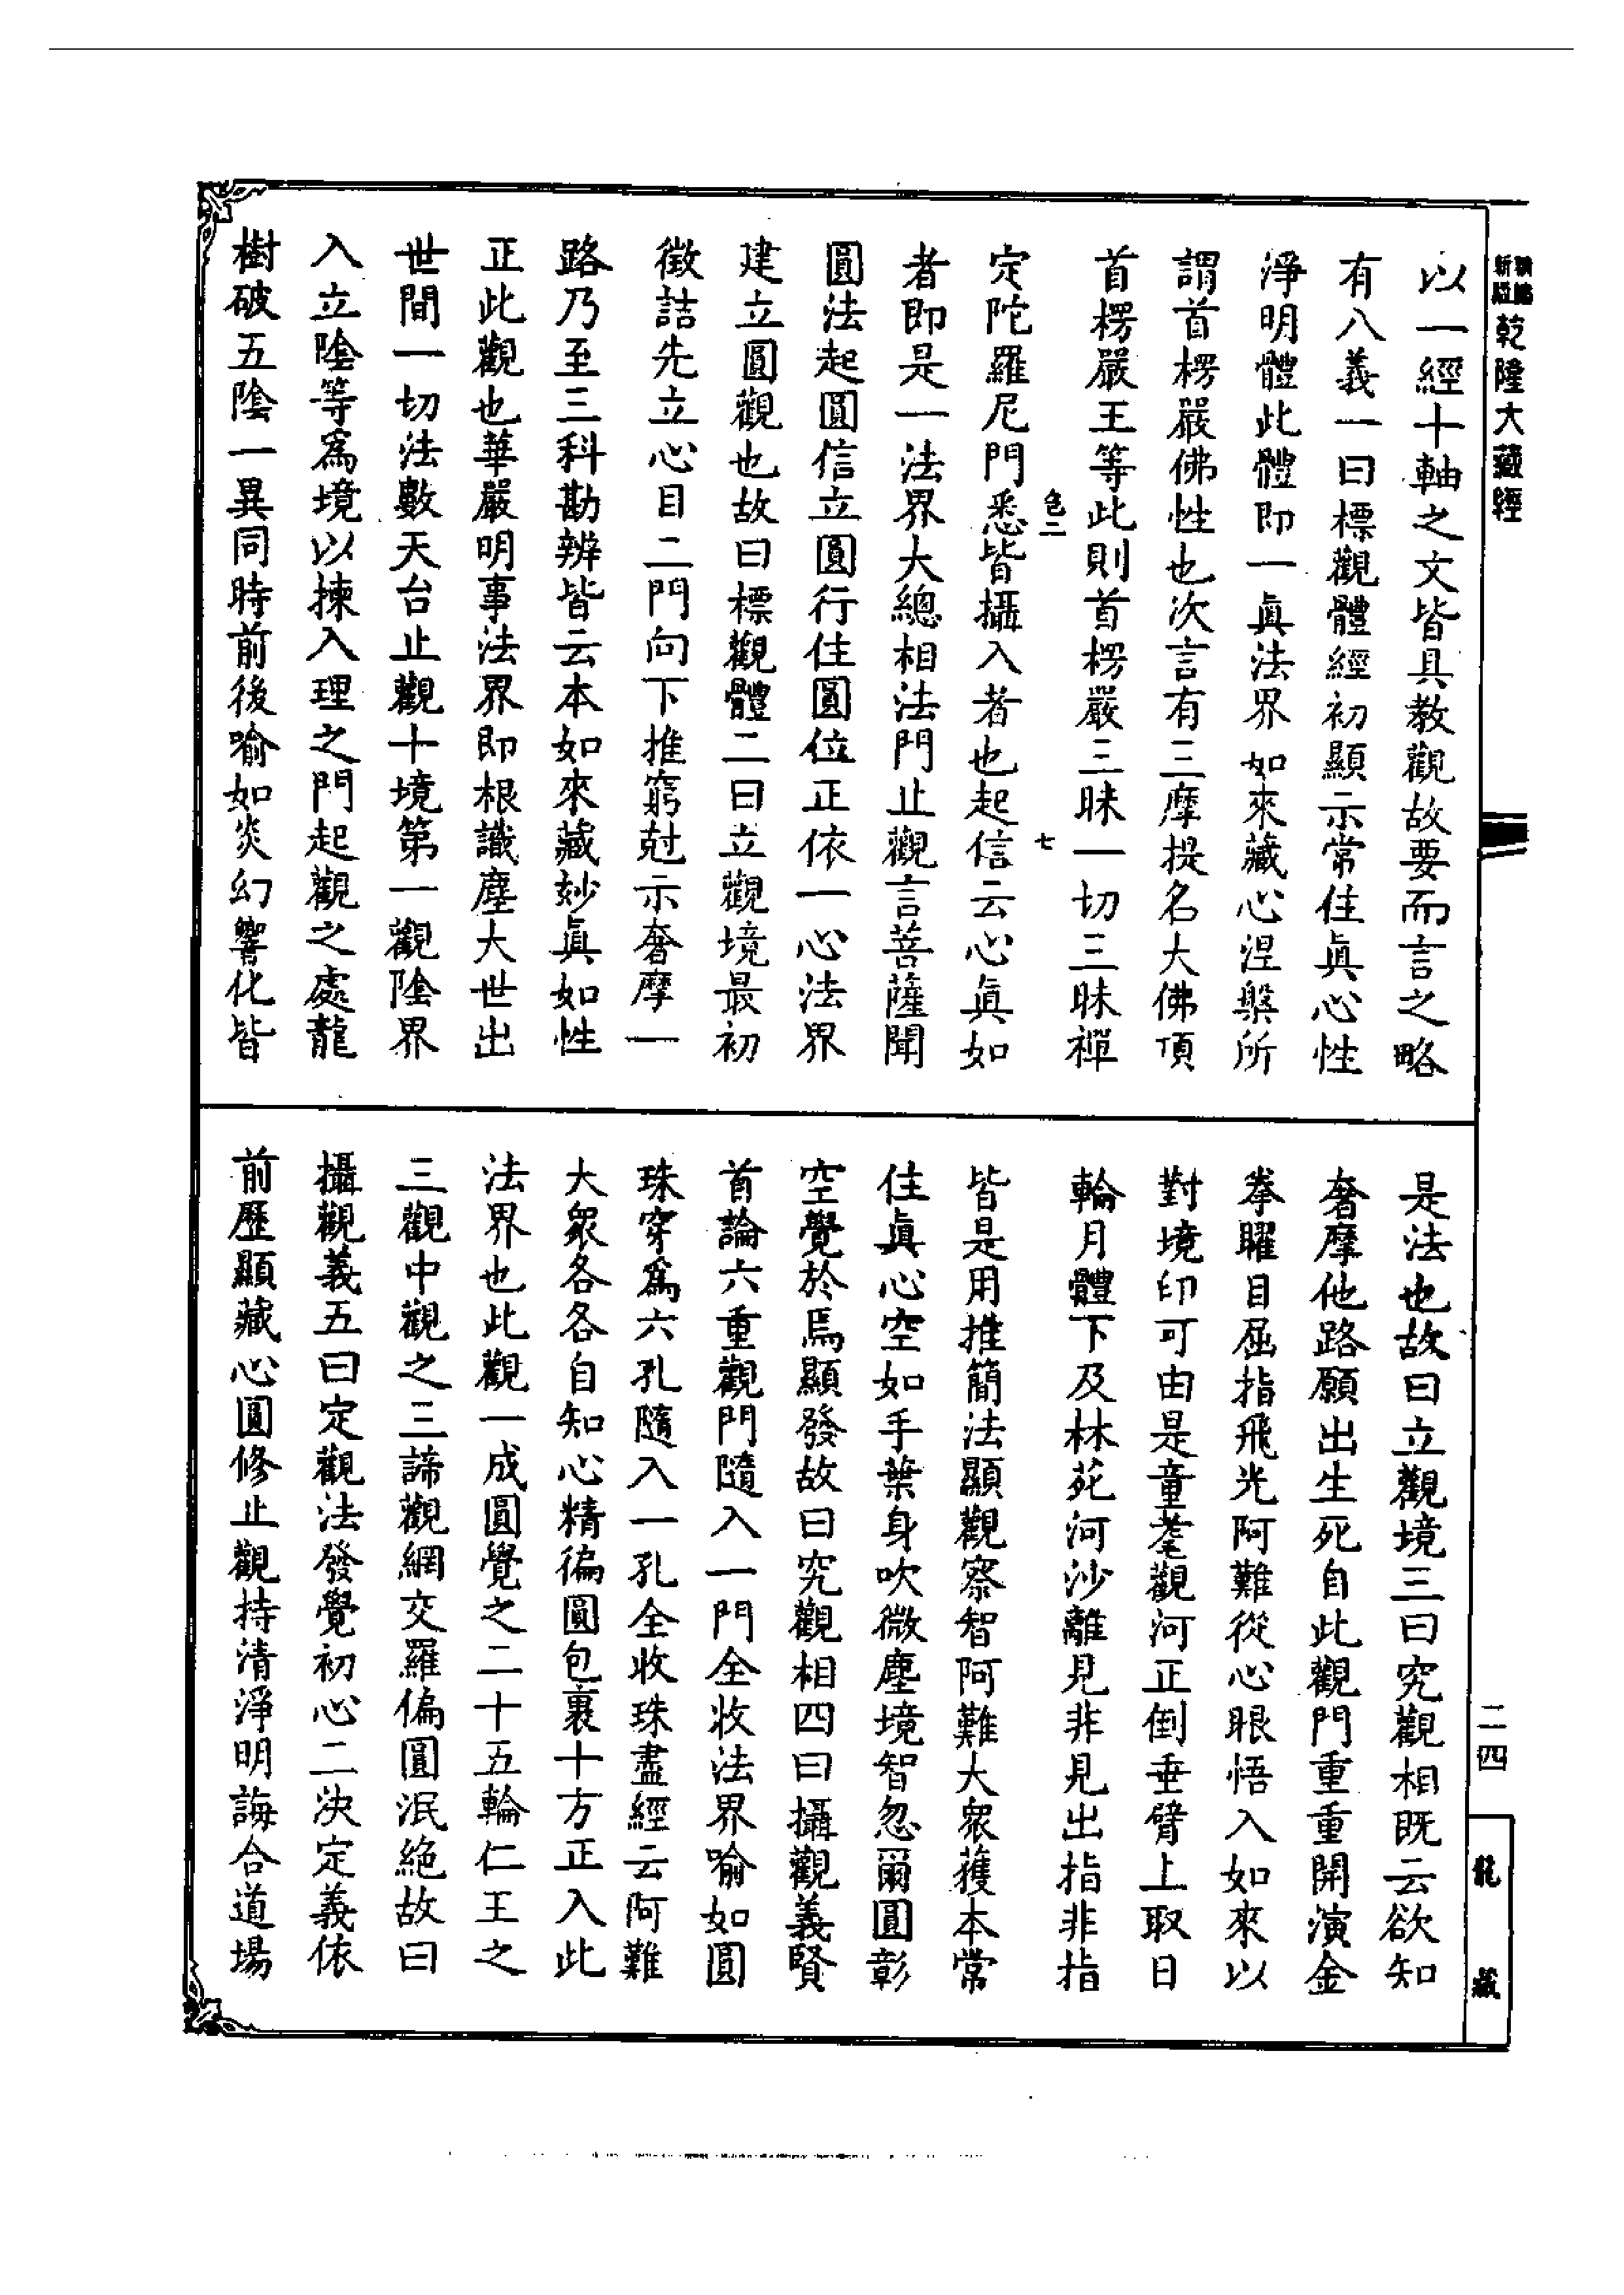 乾隆大藏經
以一經十軸之文皆具教觀故要而言之略
有八義一曰標觀體經初顯示常住眞心性
淨明體此體即一眞法界如來藏心涅槃所
謂首楞嚴佛性也次言有三摩提名大佛頂
首楞嚴王等此則首楞嚴三昧一切三昧禪
色二
七
定陀羅尼門悉皆攝入者也起信云心眞如
者即是一法界大總相法門止觀言菩薩聞
圓法起圓信立圓行住圓位正依一心法界
建立圓觀也故曰標觀體二曰立觀境最初
徵詰先立心目二門向下推窮尅示奢摩一
路乃至三科勘辨皆云本如來藏妙眞如性
正此觀也華嚴明事法界即根識塵大世出
世間一切法數天台止觀十境第一觀陰界
入立陰等爲境以揀入理之門起觀之處龍
樹破五陰一異同時前後喻如炎幻響化皆
是法也故曰立觀境三曰究觀相既云欲知
奢摩他路願出生死自此觀門重重開演金
拳曜目屈指飛光阿難從心眼悟入如來以
對境印可由是童耄觀河正倒垂臂上取日
輪月體下及林苑河沙離見非見出指非指
皆是用推簡法顯觀察智阿難大衆獲本常
住眞心空如手葉身吹微塵境智忽爾圓彰
空覺於焉顯發故曰究觀相四曰攝觀義賢
首論六重觀門隨入一門全收法界喻如圓
珠穿爲六孔隨入一孔全收珠盡經云阿難
大衆各各自知心精徧圓包裹十方正入此
法界也此觀一成圓覺之二十五輪仁王之
三觀中觀之三諦觀網交羅偏圓泯絶故曰
攝觀義五曰定觀法發覺初心二決定義依
前歷顯藏心圓修止觀持清淨明誨合道場
二四
龍藏